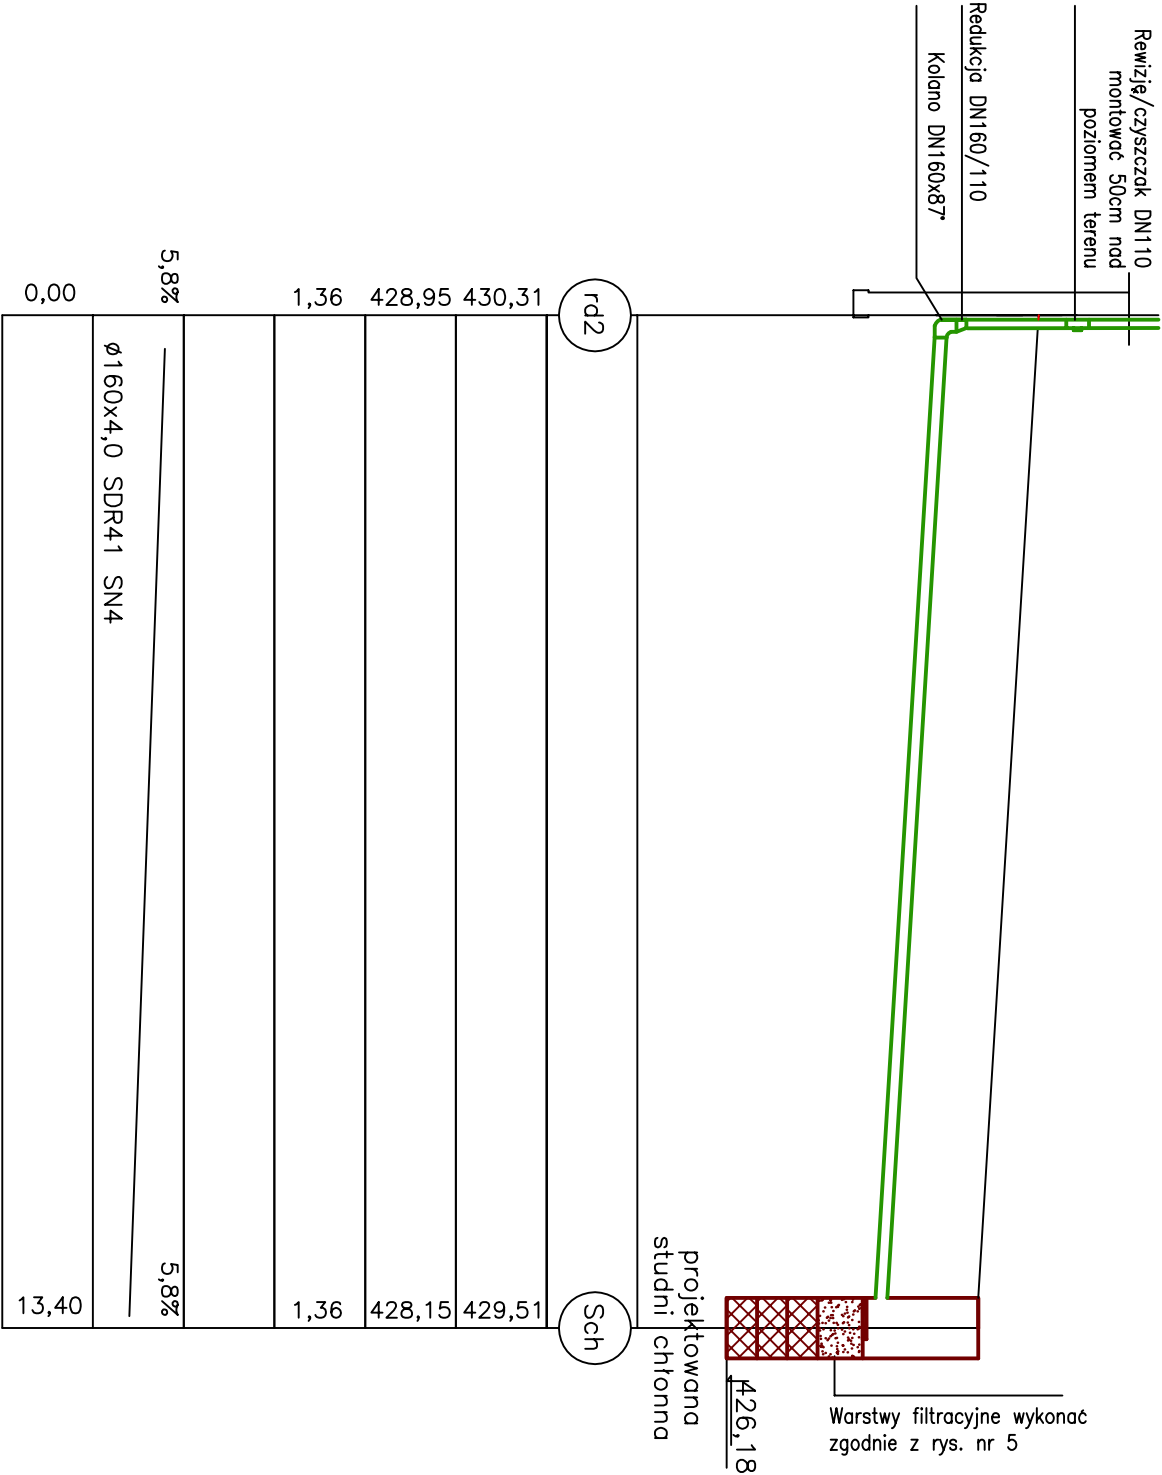 Rewizję/czyszczak DN110
montować 50cm nad
poziomem terenu
Redukcja DN160/110
Kolano DN160x87°
rd2
Sch
430,31
429,51
428,95
428,15
1,36
1,36
5,8%
5,8%
ø160x4,0 SDR41 SN4
0,00
13,40
projektowana
studni chłonna
426,18
Warstwy filtracyjne wykonać
zgodnie z rys. nr 5